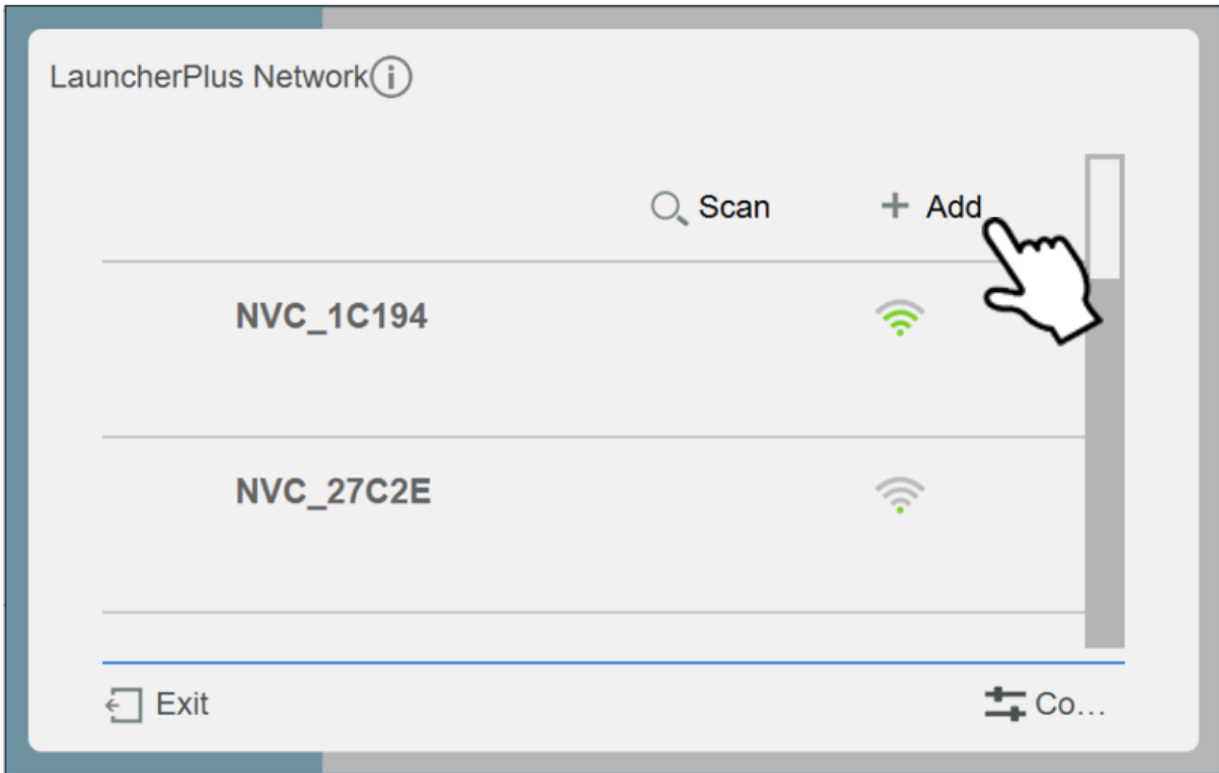 LauncherPlus Network
Scan
Add
NVC_1C194
NVC_27C2E
Exit
Co…